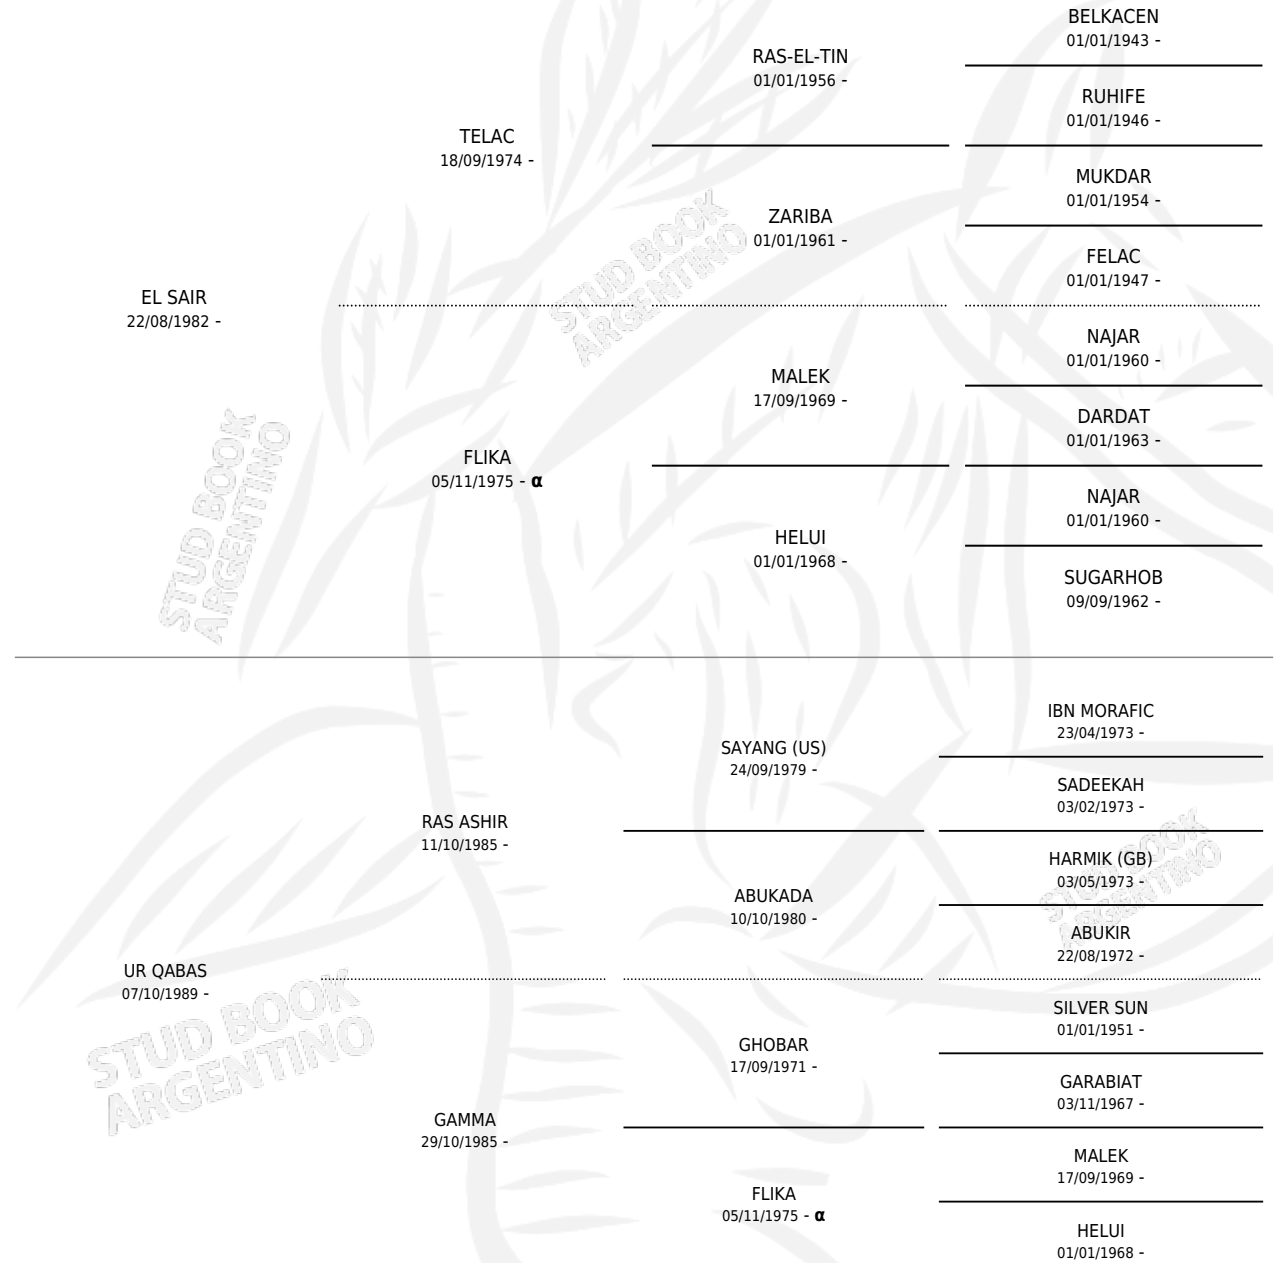 BELKACEN
01/01/1943 -
RAS-EL-TIN
01/01/1956 -
RUHIFE
01/01/1946 -
TELAC
18/09/1974 -
MUKDAR
01/01/1954 -
ZARIBA
01/01/1961 -
FELAC
01/01/1947 -
EL SAIR
22/08/1982 -
NAJAR
01/01/1960 -
MALEK
17/09/1969 -
DARDAT
01/01/1963 -
FLIKA
05/11/1975 - α
NAJAR
01/01/1960 -
HELUI
01/01/1968 -
SUGARHOB
09/09/1962 -
STUD BOOK
ARGENTINO
STUD BOOK
ARGENTINO
IBN MORAFIC
23/04/1973 -
SAYANG (US)
24/09/1979 -
SADEEKAH
03/02/1973 -
RAS ASHIR
11/10/1985 -
HARMIK (GB)
03/05/1973 -
ABUKADA
10/10/1980 -
ABUKIR
22/08/1972 -
UR QABAS
07/10/1989 -
SILVER SUN
01/01/1951 -
GHOBAR
17/09/1971 -
GARABIAT
03/11/1967 -
GAMMA
29/10/1985 -
MALEK
17/09/1969 -
FLIKA
05/11/1975 - α
HELUI
01/01/1968 -
STUD BOOK
ARGENTINO
STUD BOOK
ARGENTINO